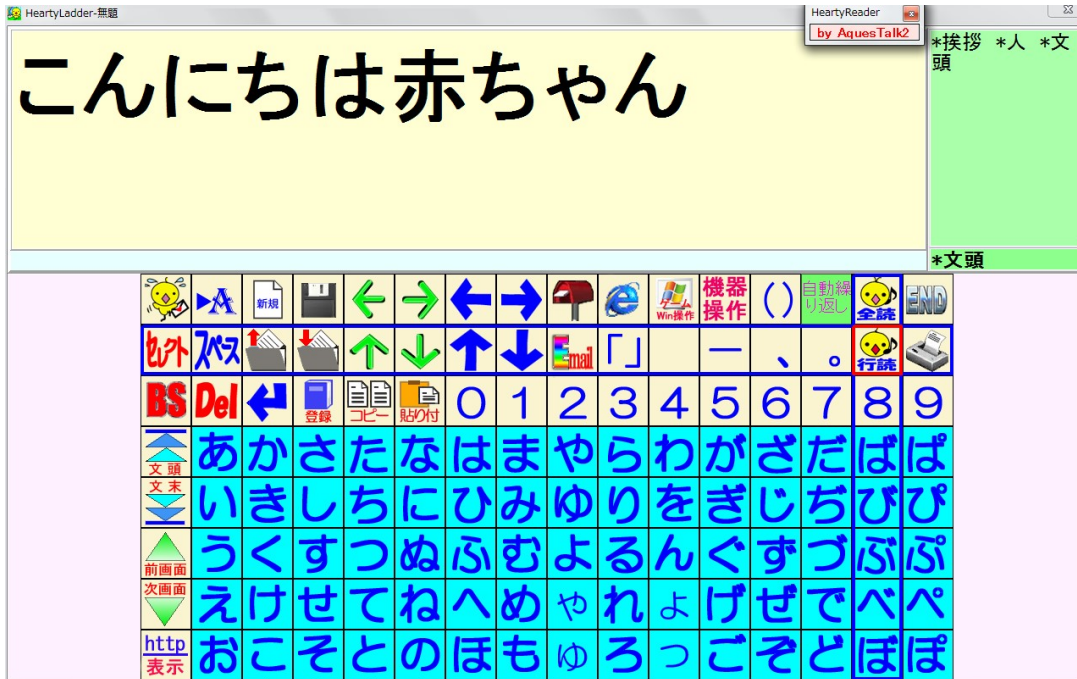 HeartyLadder-無題
HeartyReader
by AquesTalk2
こんにちは赤ちゃん
*挨拶 *人 *文
頭
*文頭
A 新規 Win操作 機器操作 () 自動繰り返し 全読 END
セレクト スペース Email 「」 ー 、 。 行読
BS Del 登録 コピー 貼り付 0 1 2 3 4 5 6 7 8 9
文頭 あ か さ た な は ま や ら わ が ざ だ ば ぱ
文末 い き し ち に ひ み ゆ り を ぎ じ ぢ び ぴ
前画面 う く す つ ぬ ふ む よ る ん ぐ ず づ ぶ ぷ
次画面 え け せ て ね へ め ゃ れ ょ げ ぜ で べ ぺ
http表示 お こ そ と の ほ も ゅ ろ っ ご ぞ ど ぼ ぽ